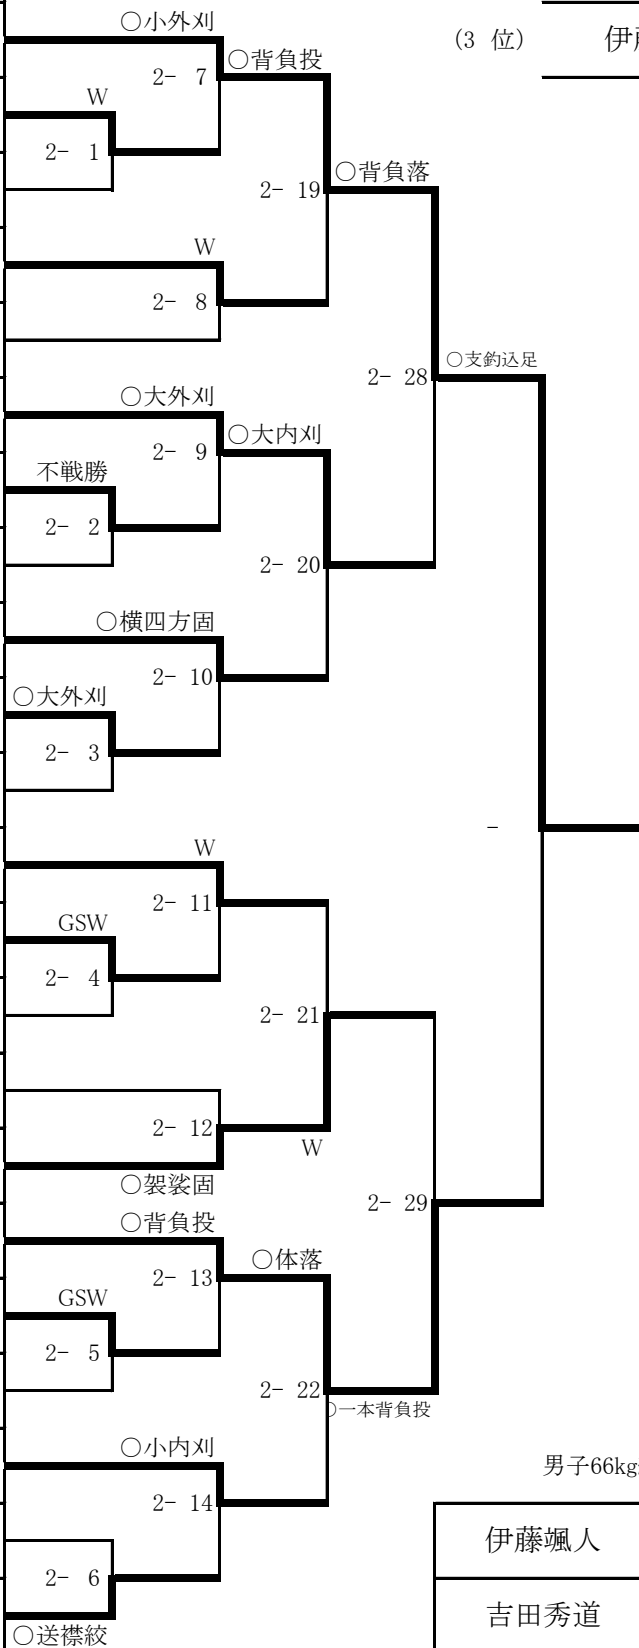 ○小外刈
(3 位)
伊
2- 7
○背負投
W
2- 1
○背負落
2- 19
W
2- 8
○支釣込足
2- 28
○大外刈
○大内刈
2- 9
不戦勝
2- 2
2- 20
○横四方固
2- 10
○大外刈
2- 3
-
W
2- 11
GSW
2- 4
2- 21
2- 12
W
○袈裟固
2- 29
○背負投
○体落
2- 13
GSW
2- 5
2- 22
○一本背負投
○小内刈
男子66kg
2- 14
伊藤颯人
2- 6
吉田秀道
○送襟絞